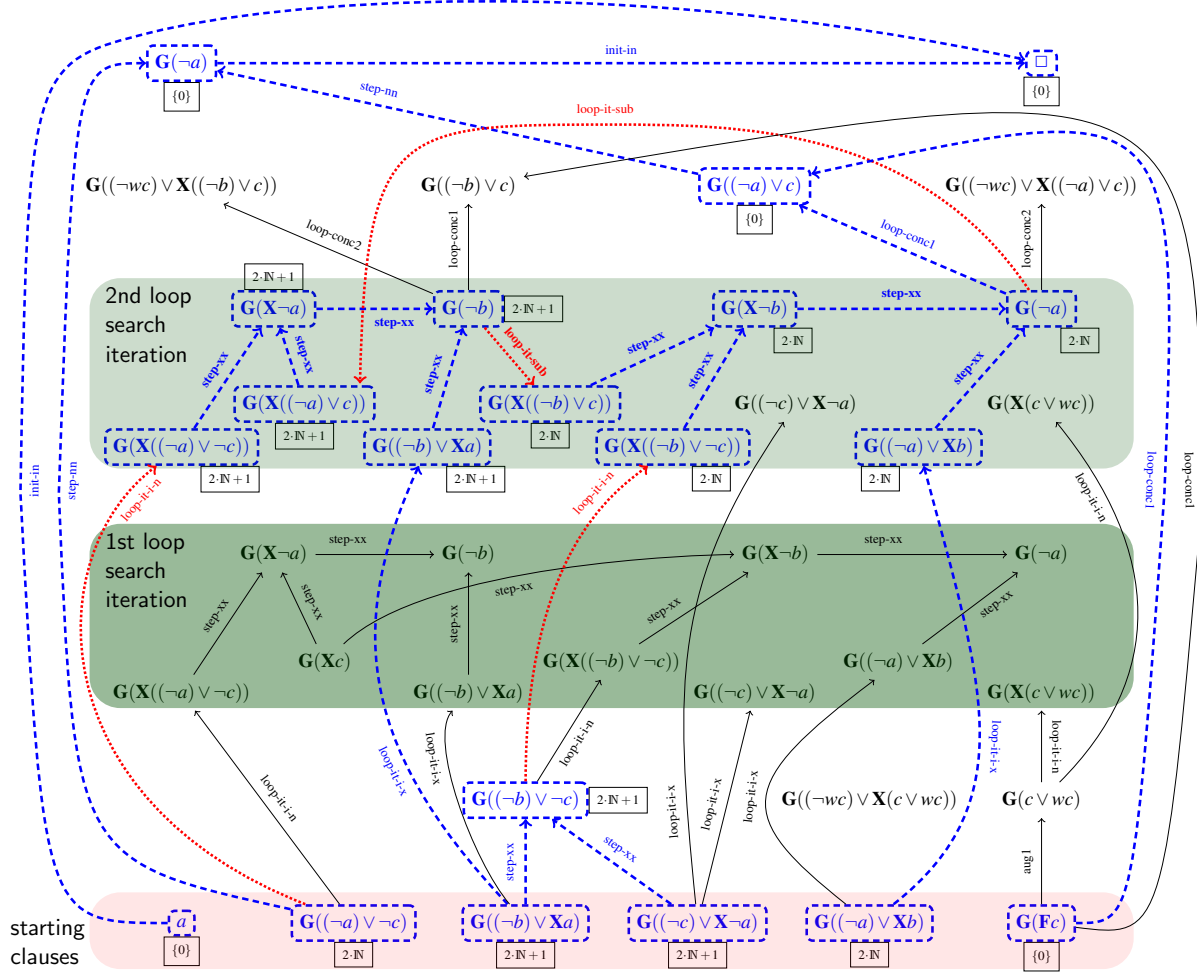 init-in
G(¬a)
□
{0}
{0}
step-nn
loop-it-sub
G((¬wc) ∨ X((¬b) ∨ c))
G((¬b) ∨ c)
G((¬a) ∨ c)
G((¬wc) ∨ X((¬a) ∨ c))
{0}
loop-conc2
loop-conc1
loop-conc1
loop-conc2
2nd loop
search
iteration
2·ℕ+1
G(X¬a)
step-xx
G(¬b)
2·ℕ+1
G(X¬b)
step-xx
G(¬a)
2·ℕ
2·ℕ
step-xx
step-xx
step-xx
loop-it-sub
step-xx
step-xx
step-xx
G(X((¬a) ∨ c))
2·ℕ+1
G(X((¬b) ∨ c))
2·ℕ
G((¬c) ∨ X¬a)
G(X(c ∨ wc))
G(X((¬a) ∨ ¬c))
2·ℕ+1
G((¬b) ∨ Xa)
2·ℕ+1
G(X((¬b) ∨ ¬c))
2·ℕ
G((¬a) ∨ Xb)
2·ℕ
init-in
step-nn
loop-it-i-n
loop-it-i-n
loop-it-i-n
loop-conc1
loop-conc1
1st loop
search
iteration
G(X¬a)
step-xx
G(¬b)
G(X¬b)
step-xx
G(¬a)
step-xx
step-xx
step-xx
step-xx
step-xx
step-xx
G(Xc)
G(X((¬b) ∨ ¬c))
G((¬a) ∨ Xb)
G(X((¬a) ∨ ¬c))
G((¬b) ∨ Xa)
G((¬c) ∨ X¬a)
G(X(c ∨ wc))
loop-it-i-n
loop-it-i-x
loop-it-i-x
loop-it-i-n
loop-it-i-x
loop-it-i-x
loop-it-i-x
loop-it-i-x
loop-it-i-n
G((¬b) ∨ ¬c)
2·ℕ+1
G((¬wc) ∨ X(c ∨ wc))
G(c ∨ wc)
step-xx
step-xx
aug1
starting
clauses
a
{0}
G((¬a) ∨ ¬c)
2·ℕ
G((¬b) ∨ Xa)
2·ℕ+1
G((¬c) ∨ X¬a)
2·ℕ+1
G((¬a) ∨ Xb)
2·ℕ
G(Fc)
{0}